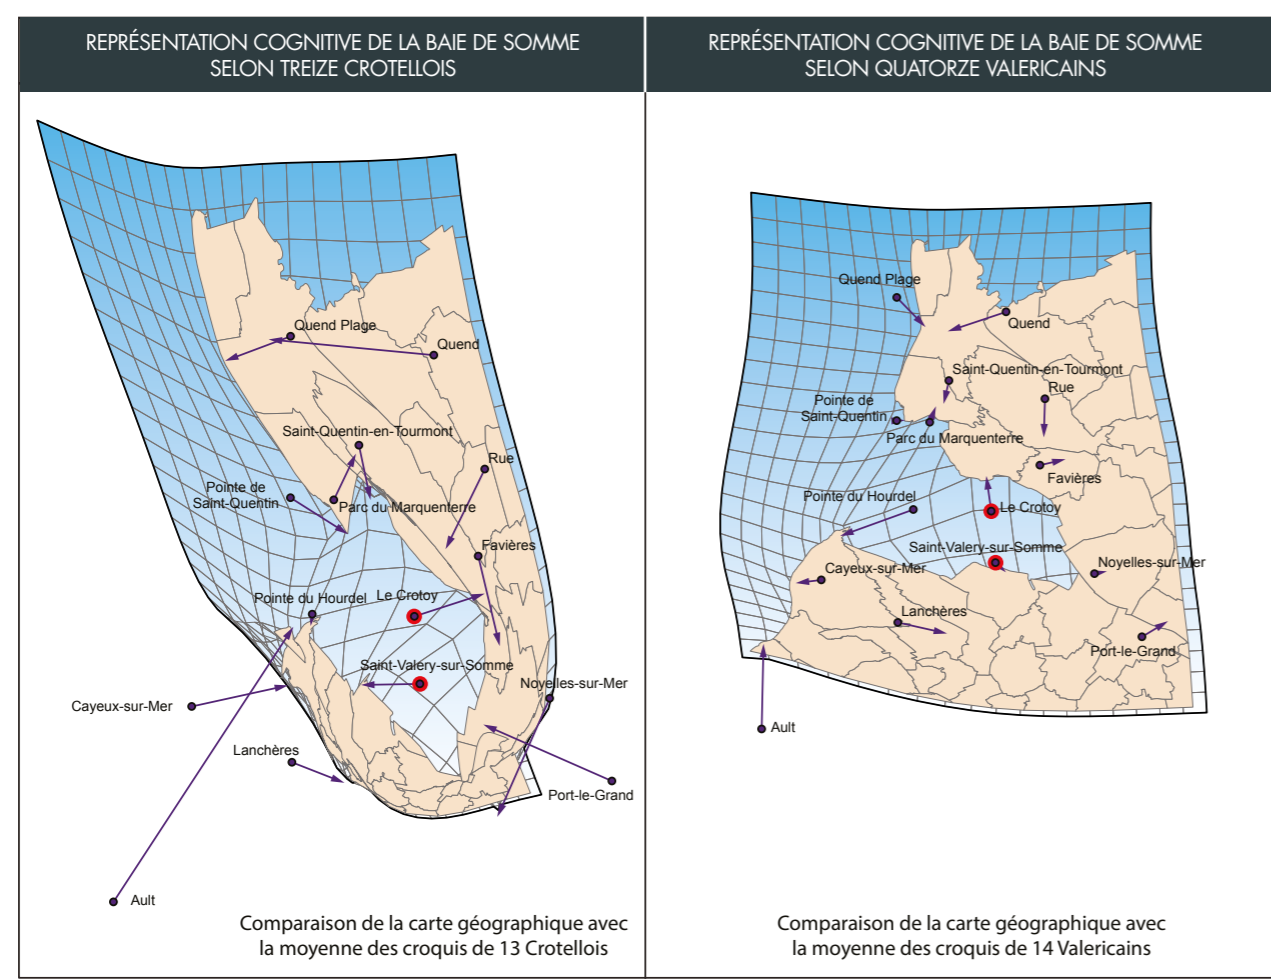 REPRÉSENTATION COGNITIVE DE LA BAIE DE SOMME
SELON TREIZE CROTELLOIS
Quend Plage
Quend
Saint-Quentin-en-Tourmont
Rue
Pointe de
Saint-Quentin
Parc du Marquenterre
Favières
Pointe du Hourdel
Le Crotoy
Saint-Valery-sur-Somme
Noyelles-sur-Mer
Cayeux-sur-Mer
Lanchères
Port-le-Grand
Ault
Comparaison de la carte géographique avec
la moyenne des croquis de 13 Crotellois
REPRÉSENTATION COGNITIVE DE LA BAIE DE SOMME
SELON QUATORZE VALERICAINS
Quend Plage
Quend
Saint-Quentin-en-Tourmont
Rue
Pointe de
Saint-Quentin
Parc du Marquenterre
Favières
Pointe du Hourdel
Le Crotoy
Saint-Valery-sur-Somme
Cayeux-sur-Mer
Noyelles-sur-Mer
Lanchères
Port-le-Grand
Ault
Comparaison de la carte géographique avec
la moyenne des croquis de 14 Valericains